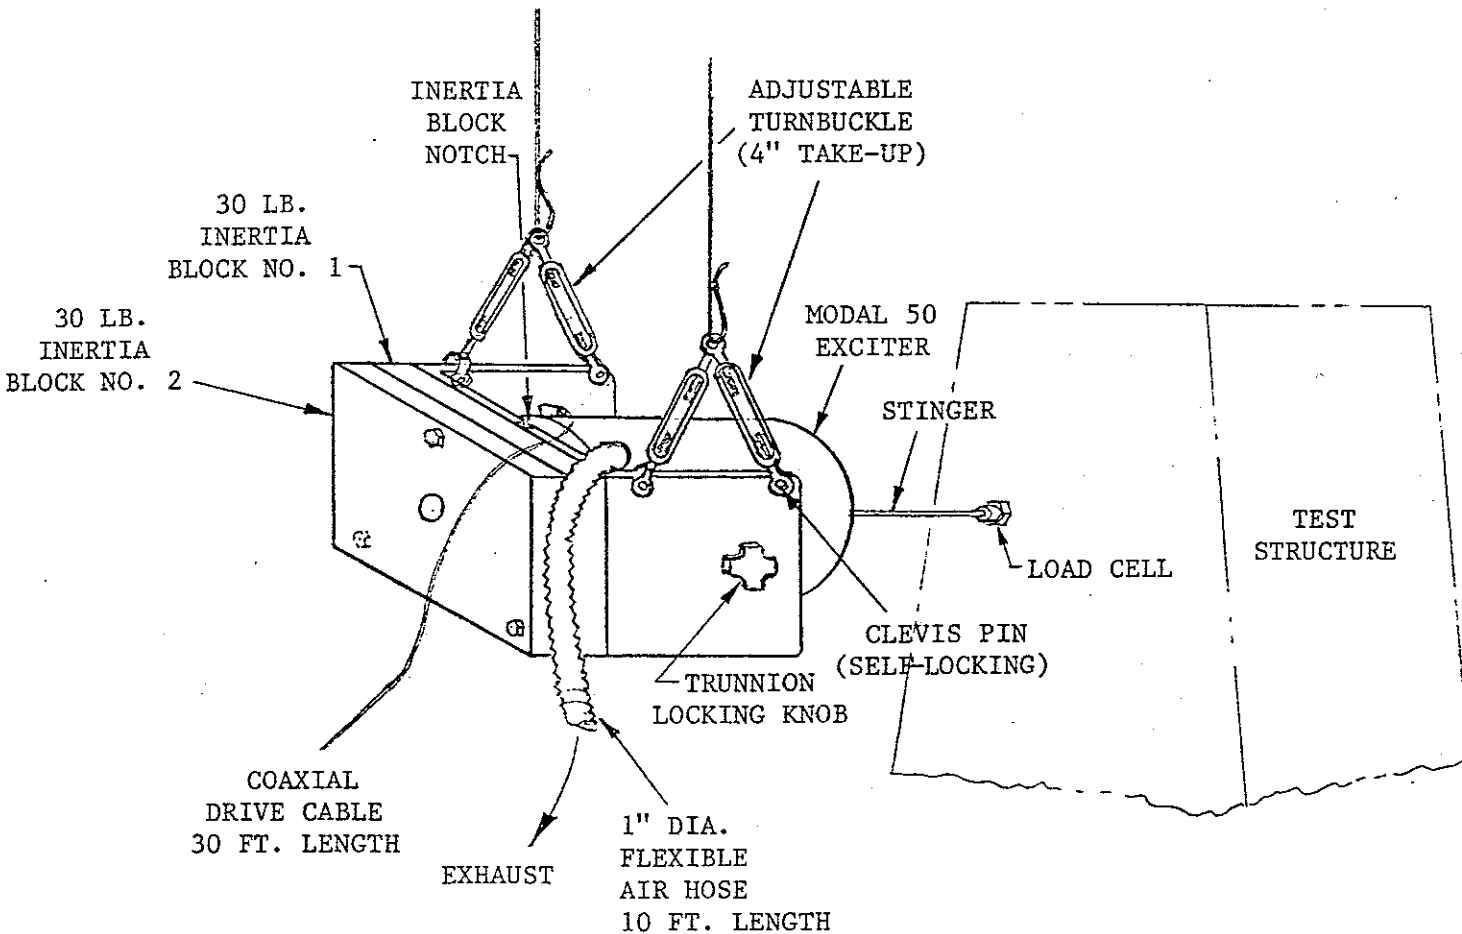 INERTIA
BLOCK
NOTCH
ADJUSTABLE
TURNBUCKLE
(4" TAKE-UP)
30 LB.
INERTIA
BLOCK NO. 1
30 LB.
INERTIA
BLOCK NO. 2
MODAL 50
EXCITER
STINGER
TEST
STRUCTURE
LOAD CELL
CLEVIS PIN
(SELF-LOCKING)
TRUNNION
LOCKING KNOB
COAXIAL
DRIVE CABLE
30 FT. LENGTH
EXHAUST
1" DIA.
FLEXIBLE
AIR HOSE
10 FT. LENGTH